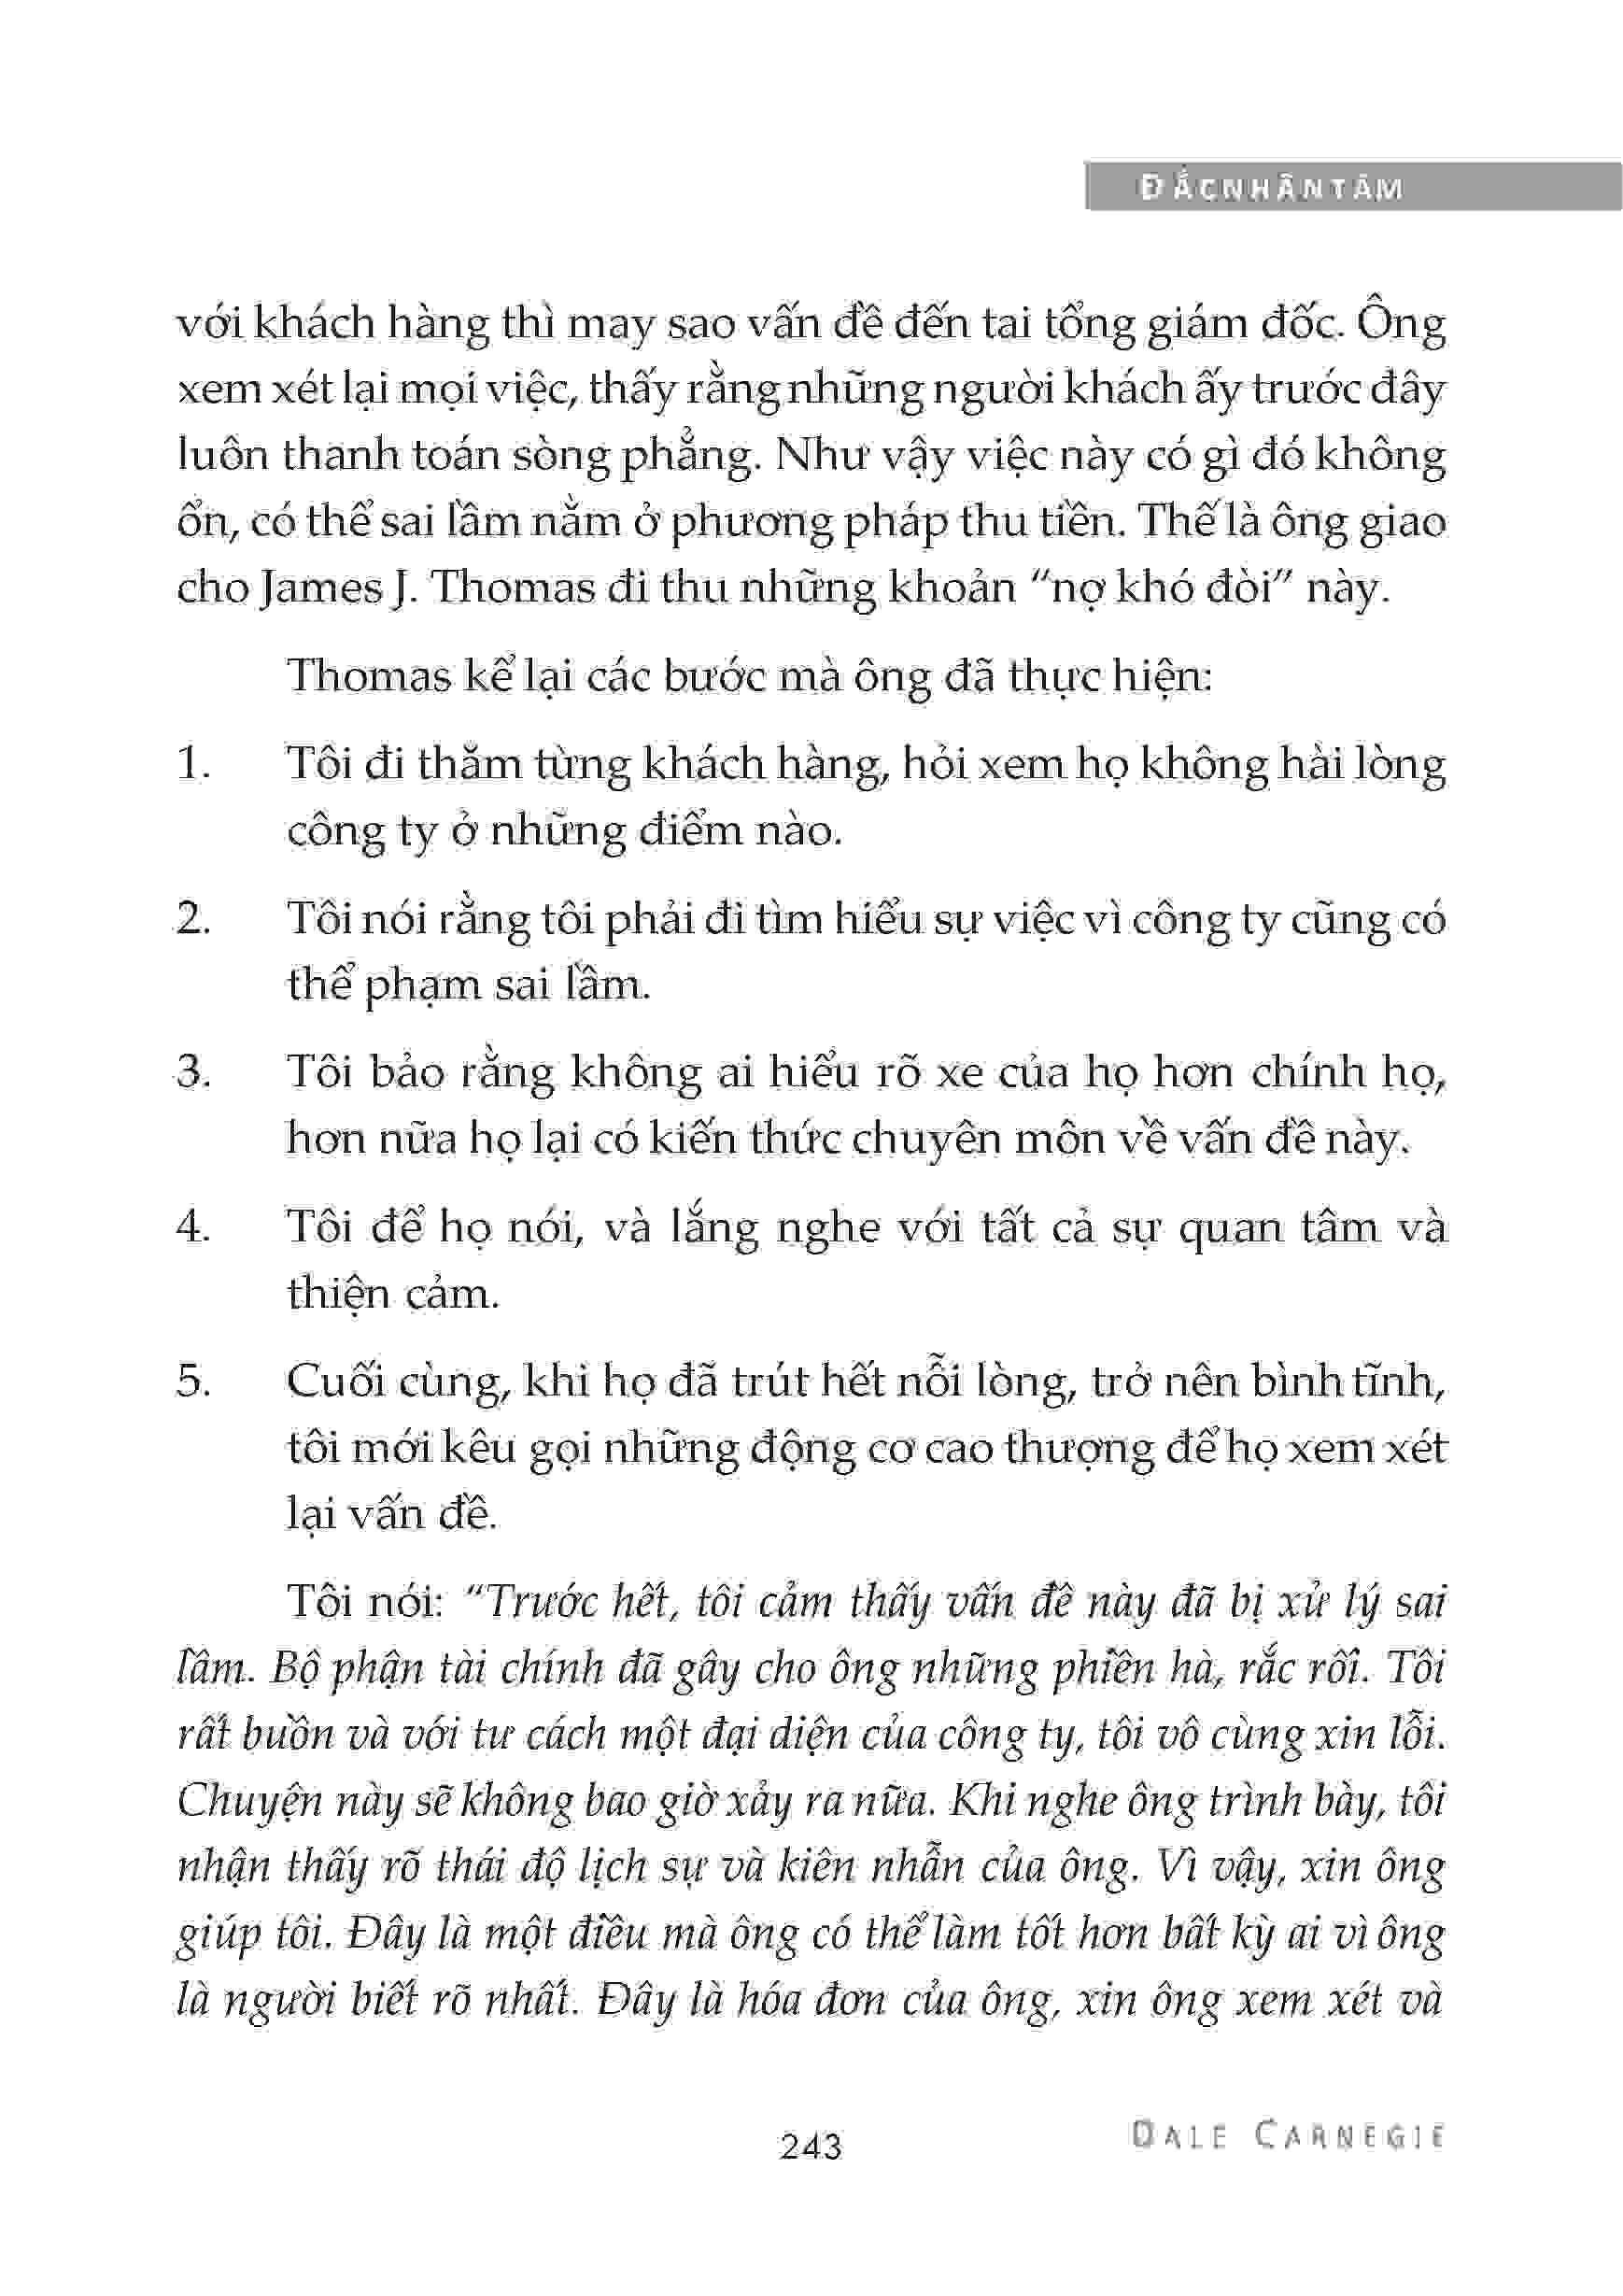 ĐẮCNHÂNTÂM
với khách hàng thì may sao vấn đề đến tai tổng giám đốc. Ông
xem xét lại mọi việc, thấy rằng những người khách ấy trước đây
luôn thanh toán sòng phẳng. Như vậy việc này có gì đó không
ổn, có thể sai lầm nằm ở phương pháp thu tiền. Thế là ông giao
cho James J. Thomas đi thu những khoản “nợ khó đòi” này.
Thomas kể lại các bước mà ông đã thực hiện:
1. Tôi đi thăm từng khách hàng, hỏi xem họ không hài lòng
công ty ở những điểm nào.
2. Tôi nói rằng tôi phải đi tìm hiểu sự việc vì công ty cũng có
thể phạm sai lầm.
3. Tôi bảo rằng không ai hiểu rõ xe của họ hơn chính họ,
hơn nữa họ lại có kiến thức chuyên môn về vấn đề này.
4. Tôi để họ nói, và lắng nghe với tất cả sự quan tâm và
thiện cảm.
5. Cuối cùng, khi họ đã trút hết nỗi lòng, trở nên bình tĩnh,
tôi mới kêu gọi những động cơ cao thượng để họ xem xét
lại vấn đề.
Tôi nói: “Trước hết, tôi cảm thấy vấn đề này đã bị xử lý sai
lầm. Bộ phận tài chính đã gây cho ông những phiền hà, rắc rối. Tôi
rất buồn và với tư cách một đại diện của công ty, tôi vô cùng xin lỗi.
Chuyện này sẽ không bao giờ xảy ra nữa. Khi nghe ông trình bày, tôi
nhận thấy rõ thái độ lịch sự và kiên nhẫn của ông. Vì vậy, xin ông
giúp tôi. Đây là một điều mà ông có thể làm tốt hơn bất kỳ ai vì ông
là người biết rõ nhất. Đây là hóa đơn của ông, xin ông xem xét và
243
DALE CARNEGIE